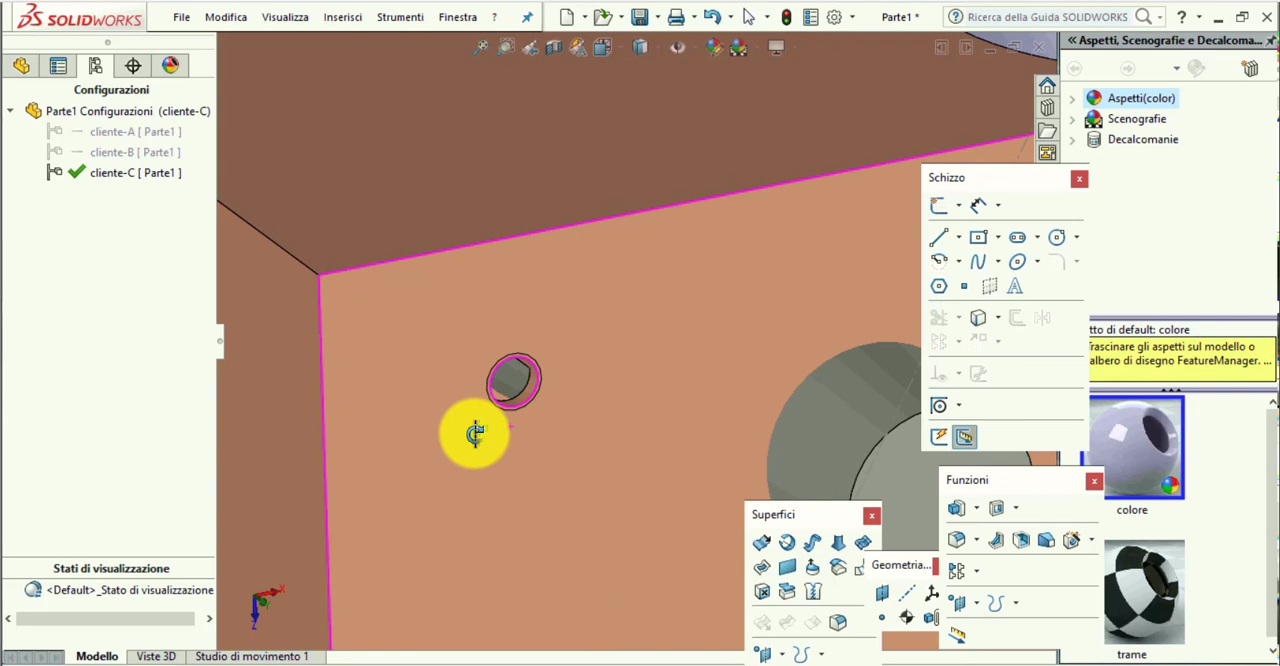 SOLIDWORKS
File Modifica Visualizza Inserisci Strumenti Finestra ?
Parte1 *
Ricerca della Guida SOLIDWORKS
?
Aspetti, Scenografie e Decalcoma...
Aspetti(color)
Scenografie
Decalcomanie
Configurazioni
Parte1 Configurazioni (cliente-C)
cliente-A [ Parte1 ]
cliente-B [ Parte1 ]
cliente-C [ Parte1 ]
Schizzo
tto di default: colore
Trascinare gli aspetti sul modello o
albero di disegno FeatureManager. ...
colore
Funzioni
Superfici
Geometria...
trame
Stati di visualizzazione
<Default>_Stato di visualizzazione
X
Z
Modello Viste 3D Studio di movimento 1